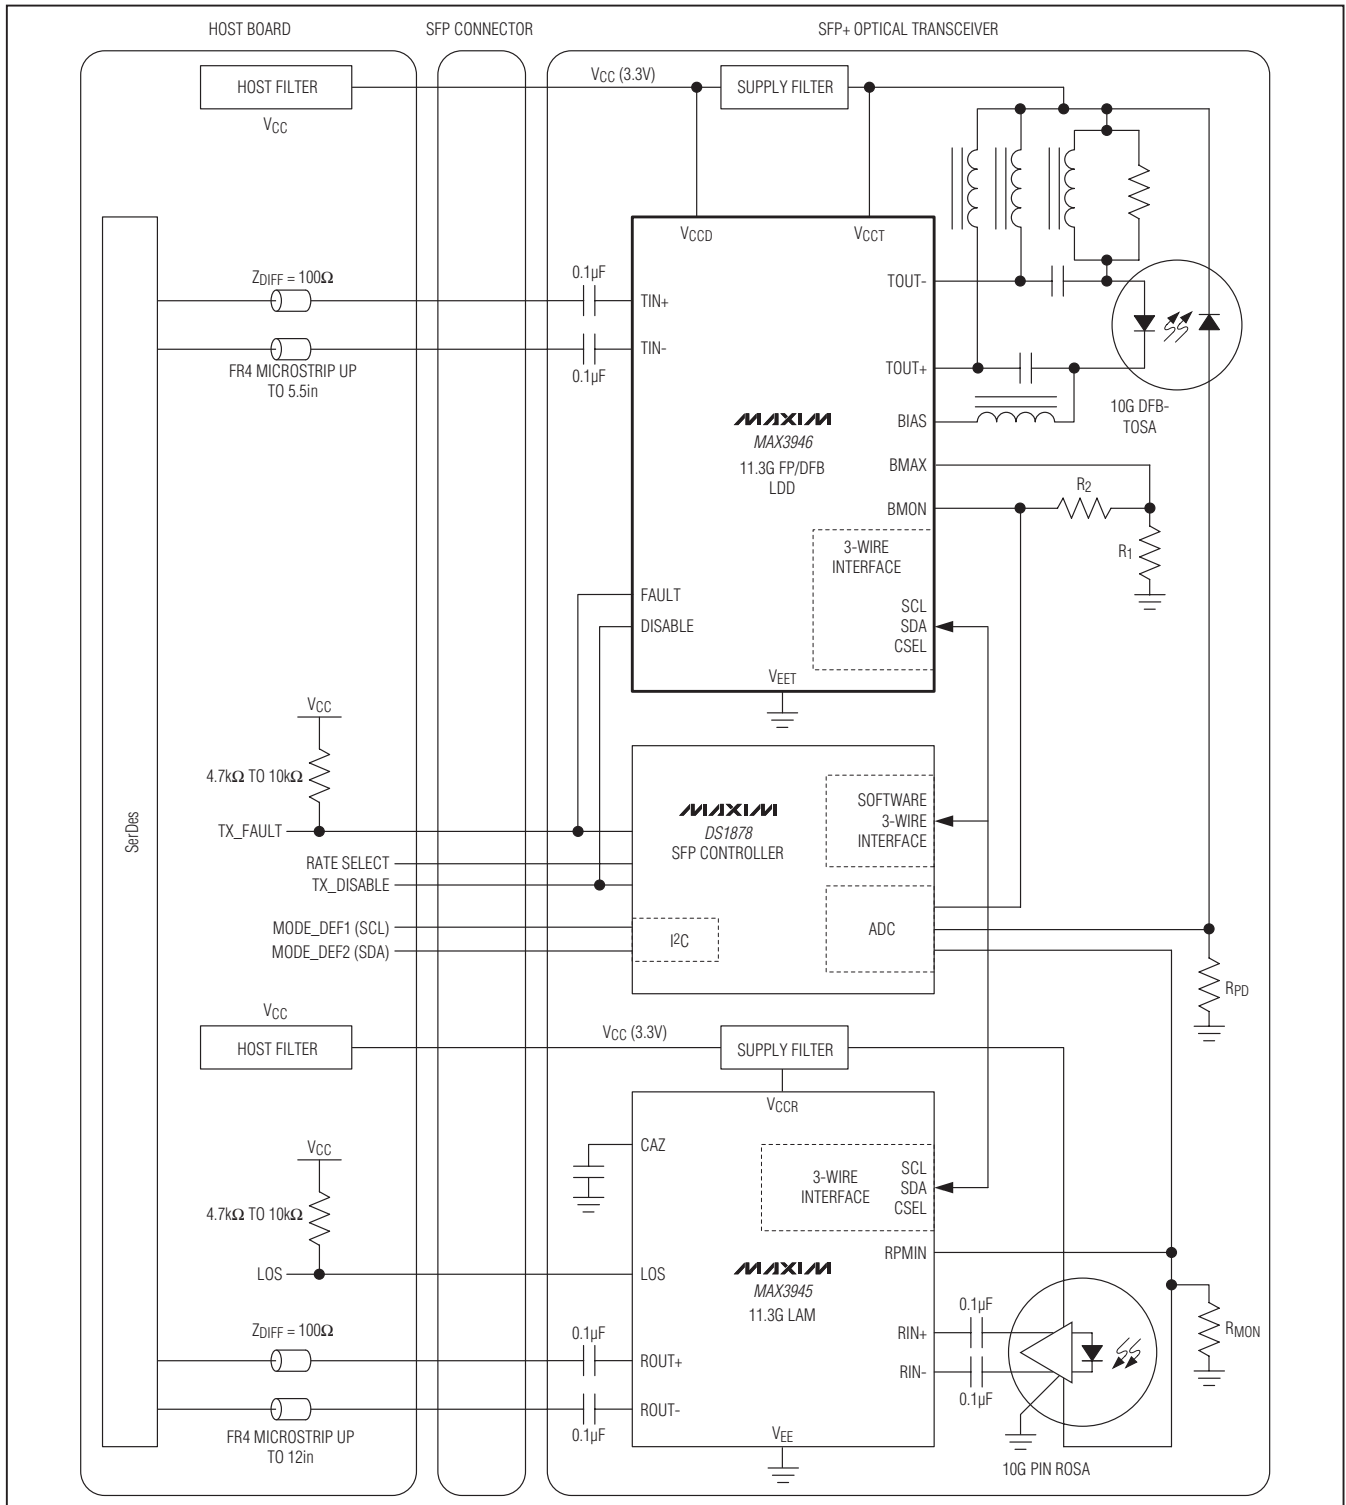 HOST BOARD
SFP CONNECTOR
SFP+ OPTICAL TRANSCEIVER
HOST FILTER
VCC
VCC (3.3V)
SUPPLY FILTER
VCCD
VCCT
ZDIFF = 100Ω
FR4 MICROSTRIP UP
TO 5.5in
0.1µF
0.1µF
TIN+
TIN-
TOUT-
TOUT+
BIAS
BMAX
BMON
MAXIM
MAX3946
11.3G FP/DFB
LDD
10G DFB-
TOSA
R2
R1
3-WIRE
INTERFACE
SCL
SDA
CSEL
FAULT
DISABLE
VEET
SerDes
VCC
4.7kΩ TO 10kΩ
TX_FAULT
RATE SELECT
TX_DISABLE
MODE_DEF1 (SCL)
MODE_DEF2 (SDA)
MAXIM
DS1878
SFP CONTROLLER
SOFTWARE
3-WIRE
INTERFACE
I2C
ADC
RPD
VCC
HOST FILTER
VCC (3.3V)
SUPPLY FILTER
VCCR
CAZ
3-WIRE
INTERFACE
SCL
SDA
CSEL
VCC
4.7kΩ TO 10kΩ
LOS
LOS
RPMIN
MAXIM
MAX3945
11.3G LAM
RIN+
RIN-
0.1µF
0.1µF
RMON
10G PIN ROSA
ZDIFF = 100Ω
FR4 MICROSTRIP UP
TO 12in
0.1µF
0.1µF
ROUT+
ROUT-
VEE